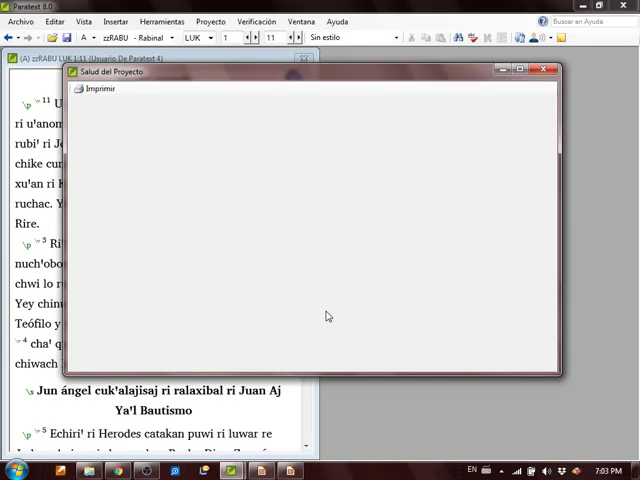 Paratext 8.0
Archivo Editar Vista Insertar Herramientas Proyecto Verificación Ventana Ayuda
Buscar en Ayuda
A zzRABU - Rabinal LUK 1 11 Sin estilo
(A) zzRABU LUK 1:11 (Usuario De Paratext 4)
Salud del Proyecto
Imprimir
\p \v 11 U
ri u'anom
rubi' ri Je
chike cun
xu'an ri K
ruchac. Y
Rire.
\p \v 3 Ri'
nuch'obo
chwi lo r
Yey chinu
Teófilo y
\v 4 cha' q
chiwach
\s Jun ángel cuk'alajisaj ri ralaxibal ri Juan Aj
Ya'l Bautismo
\p \v 5 Echiri' ri Herodes catakan puwi ri luwar re
EN
7:03 PM